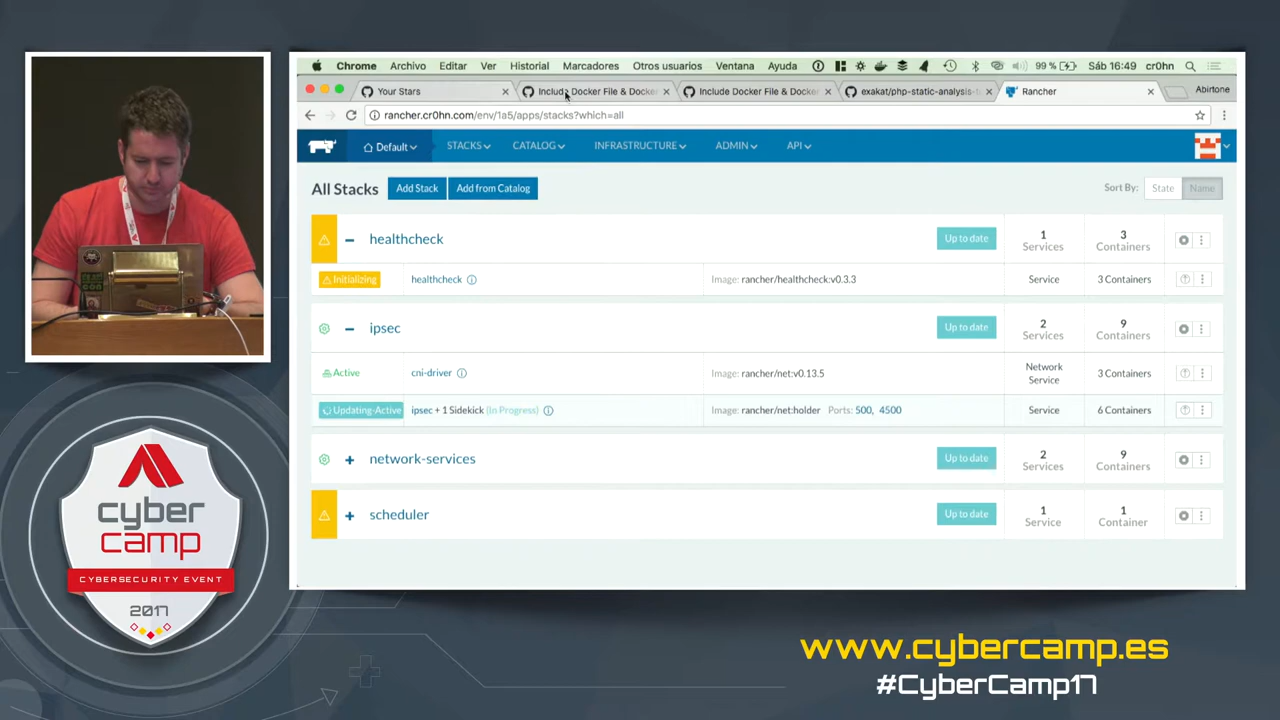 Chrome Archivo Editar Ver Historial Marcadores Otros usuarios Ventana Ayuda 99 % Sáb 16:49 cr0hn
Your Stars
Include Docker File & Docke
Include Docker File & Docker
exakat/php-static-analysis-t
Rancher
Abirtone
rancher.cr0hn.com/env/1a5/apps/stacks?which=all
Default STACKS CATALOG INFRASTRUCTURE ADMIN API
All Stacks Add Stack Add from Catalog Sort By: State Name
healthcheck Up to date 1 Services 3 Containers
Initializing healthcheck Image: rancher/healthcheck:v0.3.3 Service 3 Containers
ipsec Up to date 2 Services 9 Containers
Active cni-driver Image: rancher/net:v0.13.5 Network Service 3 Containers
Updating-Active ipsec + 1 Sidekick (In Progress) Image: rancher/net:holder Ports: 500, 4500 Service 6 Containers
network-services Up to date 2 Services 9 Containers
scheduler Up to date 1 Service 1 Container
cyber
camp
CYBERSECURITY EVENT
2017
www.cybercamp.es
#CyberCamp17